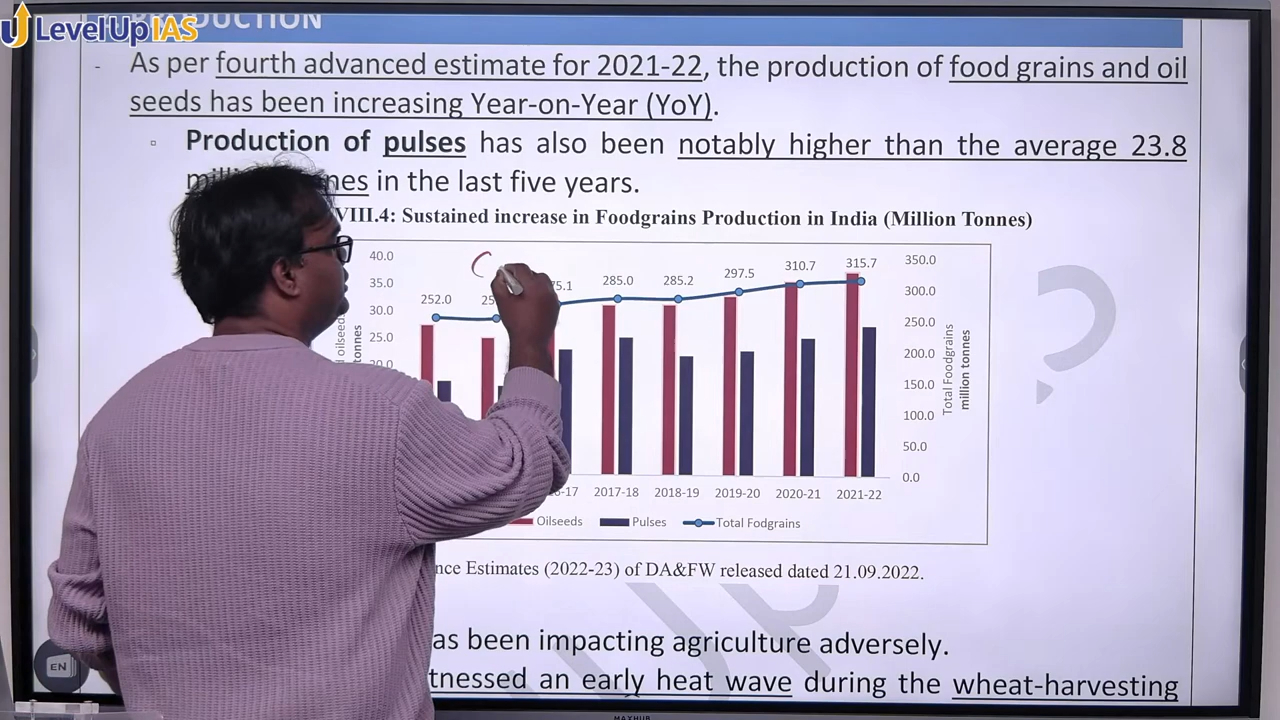 LevelUp IAS
PRODUCTION
- As per fourth advanced estimate for 2021-22, the production of food grains and oil
seeds has been increasing Year-on-Year (YoY).
Production of pulses has also been notably higher than the average 23.8
in the last five years.
VIII.4: Sustained increase in Foodgrains Production in India (Million Tonnes)
40.0
35.0
30.0
25.0
20.0
tonnes
252.0
285.0
285.2
297.5
310.7
315.7
350.0
300.0
250.0
200.0
150.0
100.0
50.0
0.0
Total Foodgrains
million tonnes
2017-18 2018-19 2019-20 2020-21 2021-22
Oilseeds Pulses Total Fodgrains
Estimates (2022-23) of DA&FW released dated 21.09.2022.
been impacting agriculture adversely.
an early heat wave during the wheat-harvesting
EN
MAXHUB